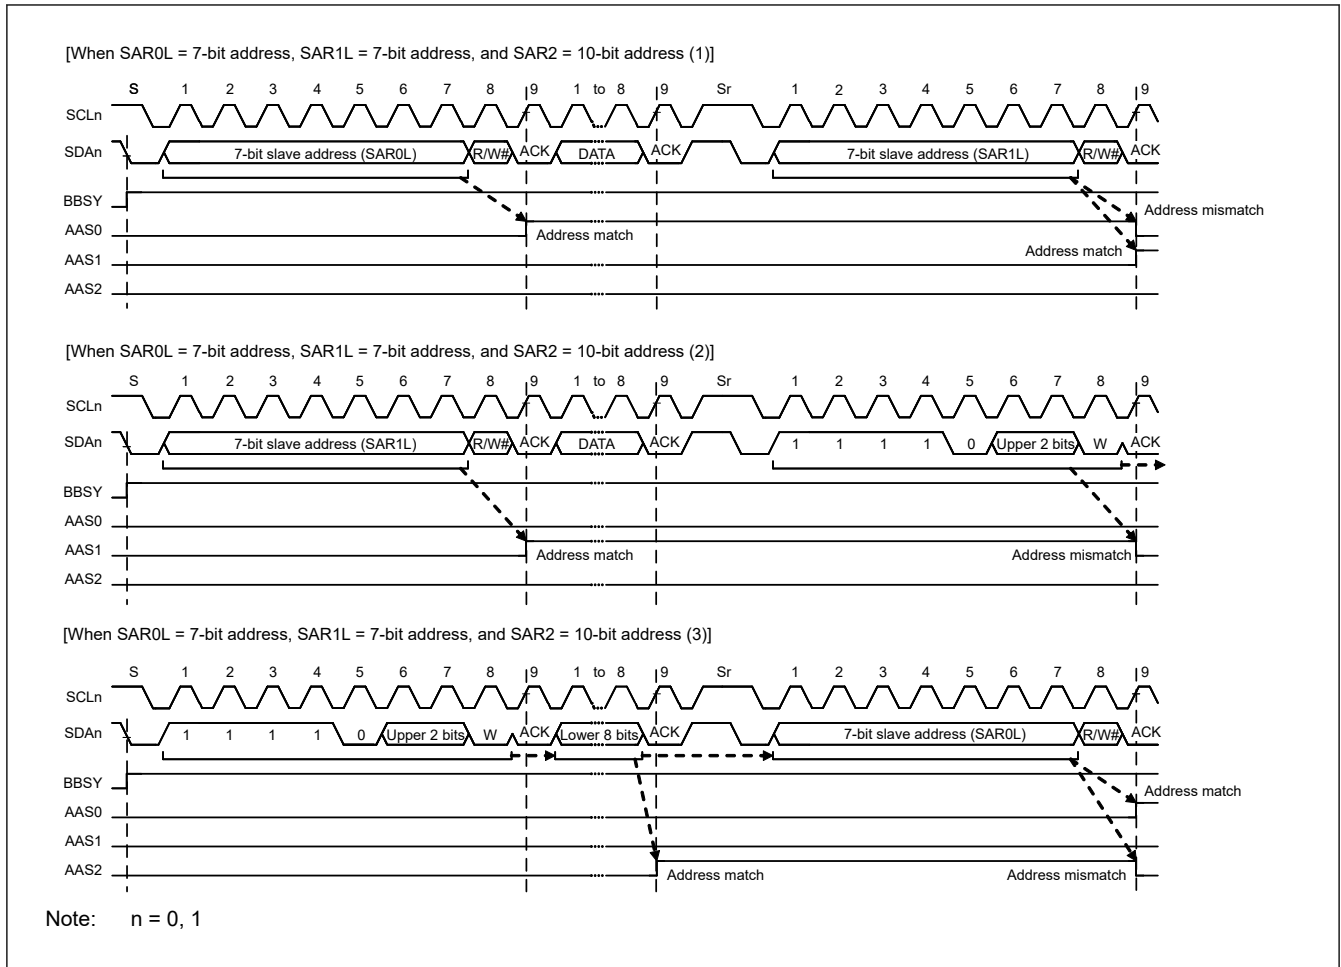 [When SAR0L = 7-bit address, SAR1L = 7-bit address, and SAR2 = 10-bit address (1)]
S 1 2 3 4 5 6 7 8 9 1 to 8 9 Sr 1 2 3 4 5 6 7 8 9
SCLn
SDAn 7-bit slave address (SAR0L) R/W# ACK DATA ACK 7-bit slave address (SAR1L) R/W# ACK
BBSY
Address mismatch
AAS0
Address match
Address match
AAS1
AAS2
[When SAR0L = 7-bit address, SAR1L = 7-bit address, and SAR2 = 10-bit address (2)]
S 1 2 3 4 5 6 7 8 9 1 to 8 9 Sr 1 2 3 4 5 6 7 8 9
SCLn
SDAn 7-bit slave address (SAR1L) R/W# ACK DATA ACK 1 1 1 1 0 Upper 2 bits W ACK
BBSY
AAS0
AAS1
Address match Address mismatch
AAS2
[When SAR0L = 7-bit address, SAR1L = 7-bit address, and SAR2 = 10-bit address (3)]
S 1 2 3 4 5 6 7 8 9 1 to 8 9 Sr 1 2 3 4 5 6 7 8 9
SCLn
SDAn 1 1 1 1 0 Upper 2 bits W ACK Lower 8 bits ACK 7-bit slave address (SAR0L) R/W# ACK
BBSY
Address match
AAS0
AAS1
AAS2
Address match Address mismatch
Note: n = 0, 1